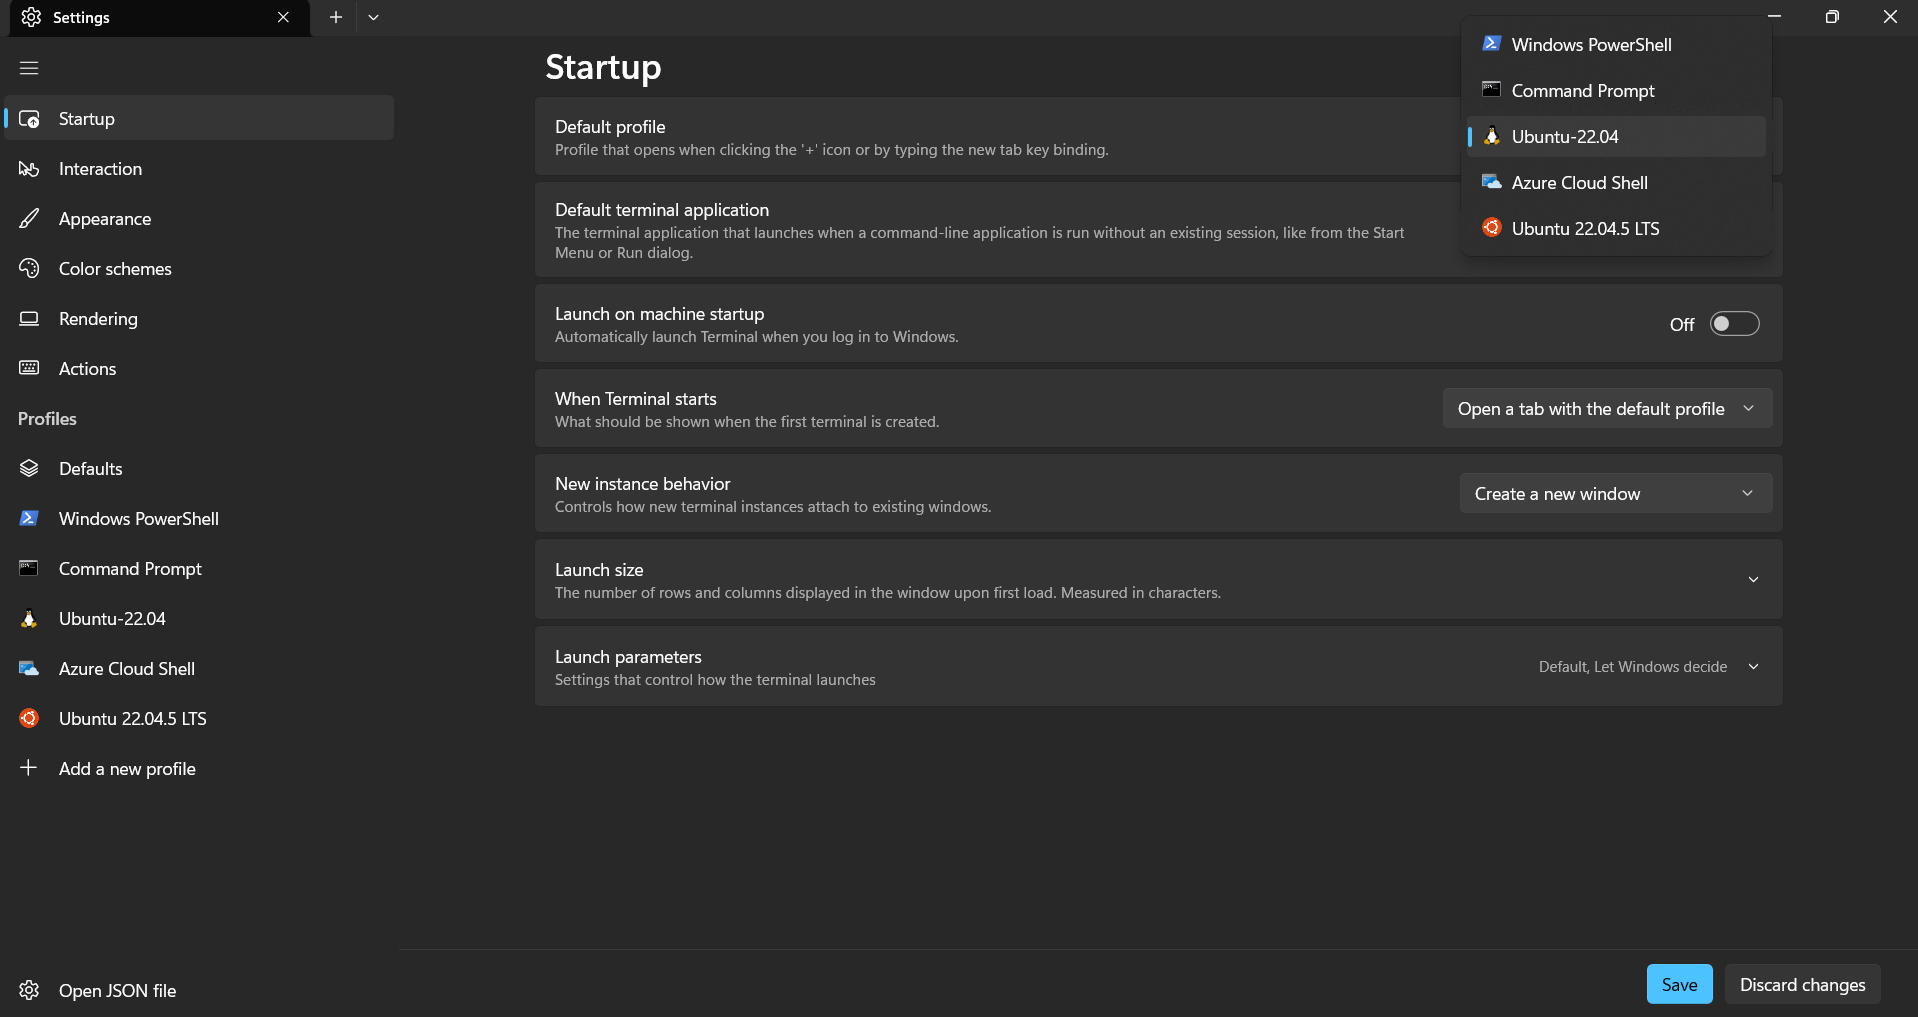 Settings
Startup
Interaction
Appearance
Color schemes
Rendering
Actions
Profiles
Defaults
Windows PowerShell
Command Prompt
Ubuntu-22.04
Azure Cloud Shell
Ubuntu 22.04.5 LTS
Add a new profile
Open JSON file
Startup
Default profile
Profile that opens when clicking the '+' icon or by typing the new tab key binding.
Windows PowerShell
Command Prompt
Ubuntu-22.04
Azure Cloud Shell
Ubuntu 22.04.5 LTS
Default terminal application
The terminal application that launches when a command-line application is run without an existing session, like from the Start
Menu or Run dialog.
Launch on machine startup
Automatically launch Terminal when you log in to Windows.
Off
When Terminal starts
What should be shown when the first terminal is created.
Open a tab with the default profile
New instance behavior
Controls how new terminal instances attach to existing windows.
Create a new window
Launch size
The number of rows and columns displayed in the window upon first load. Measured in characters.
Launch parameters
Settings that control how the terminal launches
Default, Let Windows decide
Save
Discard changes